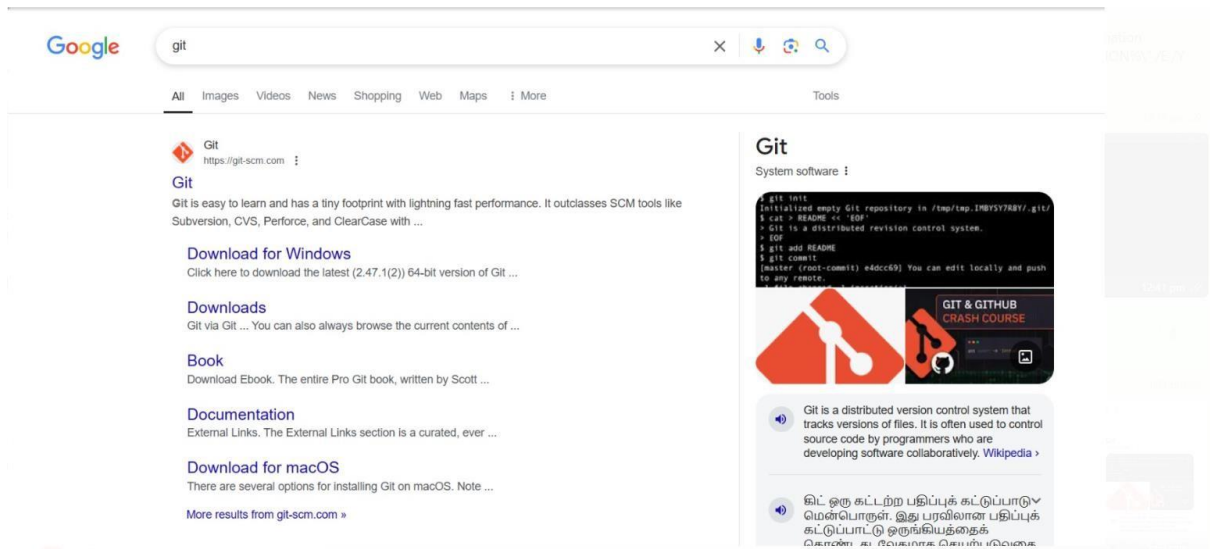 Google
git
All Images Videos News Shopping Web Maps More
Tools
Git
https://git-scm.com
Git
Git is easy to learn and has a tiny footprint with lightning fast performance. It outclasses SCM tools like
Subversion, CVS, Perforce, and ClearCase with ...
Download for Windows
Click here to download the latest (2.47.1(2)) 64-bit version of Git ...
Downloads
Git via Git ... You can also always browse the current contents of ...
Book
Download Ebook. The entire Pro Git book, written by Scott ...
Documentation
External Links. The External Links section is a curated, ever ...
Download for macOS
There are several options for installing Git on macOS. Note ...
More results from git-scm.com »
Git
System software
$ git init
Initialized empty Git repository in /tmp/tmp.IMBYSY7R8Y/.git/
$ cat > README << 'EOF'
> Git is a distributed revision control system.
> EOF
$ git add README
$ git commit
[master (root-commit) e4dcc69] You can edit locally and push
to any remote.
GIT & GITHUB
CRASH COURSE
Git is a distributed version control system that
tracks versions of files. It is often used to control
source code by programmers who are
developing software collaboratively. Wikipedia ›
கிட் ஒரு கட்டற்ற பதிப்புக் கட்டுப்பாடு
மென்பொருள். இது பரவிலான பதிப்புக்
கட்டுப்பாட்டு ஒருங்கியத்தைக்